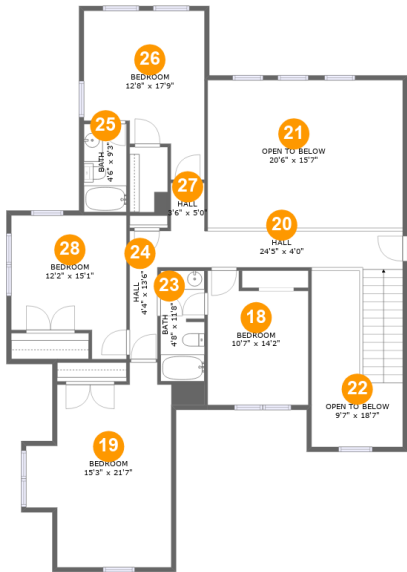 26
BEDROOM
12'8" x 17'9"
25
BATH
4'6" x 9'3"
21
OPEN TO BELOW
20'6" x 15'7"
27
HALL
3'6" x 5'0"
20
HALL
24'5" x 4'0"
28
BEDROOM
12'2" x 15'1"
24
HALL
4'4" x 13'6"
23
BATH
4'8" x 11'8"
18
BEDROOM
10'7" x 14'2"
22
OPEN TO BELOW
9'7" x 18'7"
19
BEDROOM
15'3" x 21'7"